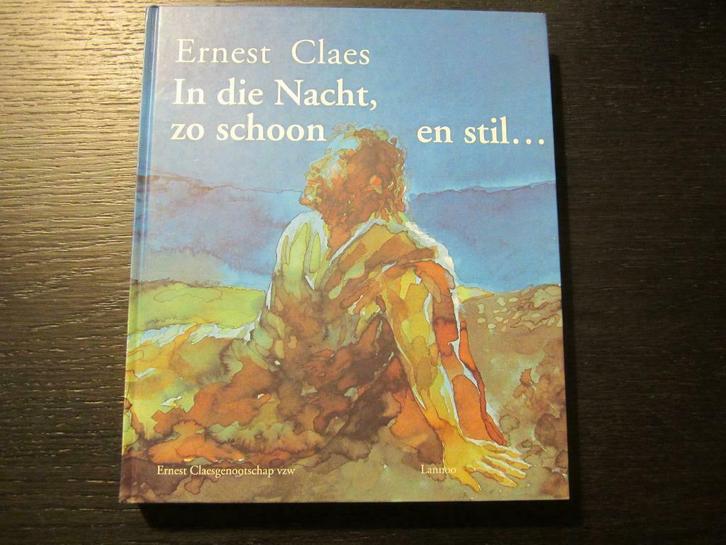 Ernest Claes
In die Nacht,
zo schoon en stil...
Ernest Claesgenootschap vzw
Lannoo